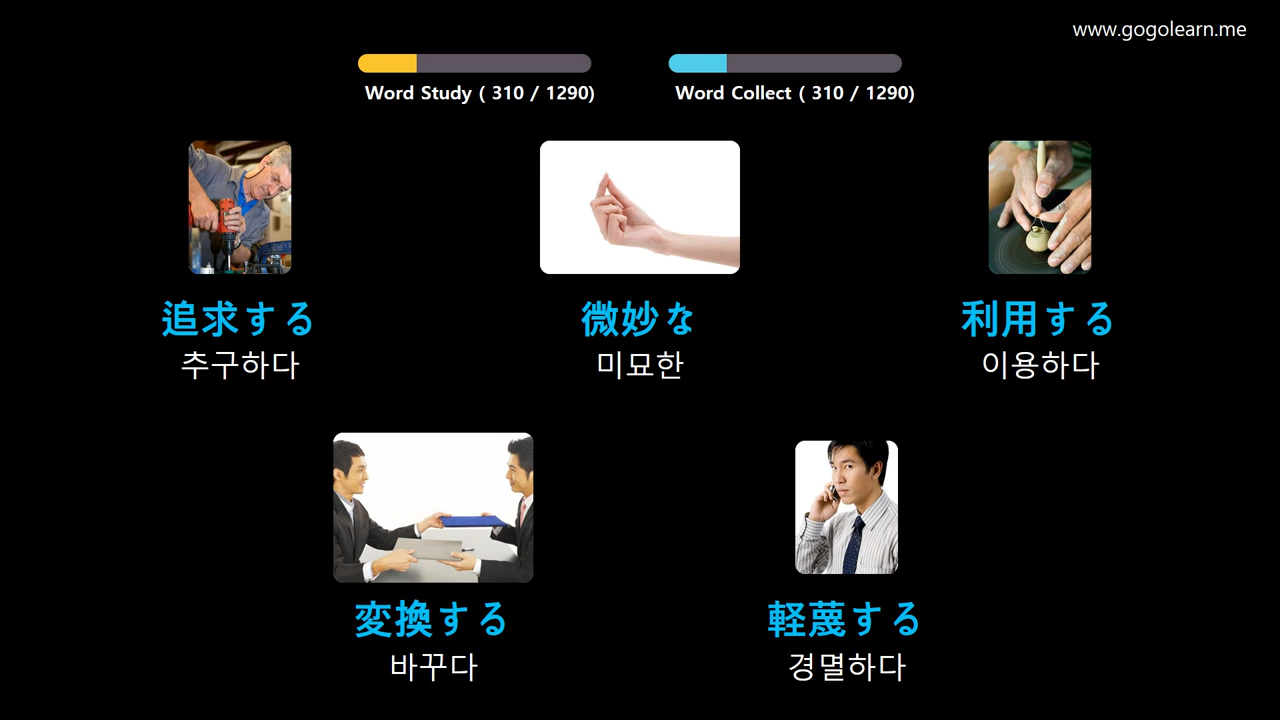 www.gogolearn.me
Word Study ( 310 / 1290)
Word Collect ( 310 / 1290)
追求する
추구하다
微妙な
미묘한
利用する
이용하다
変換する
바꾸다
軽蔑する
경멸하다